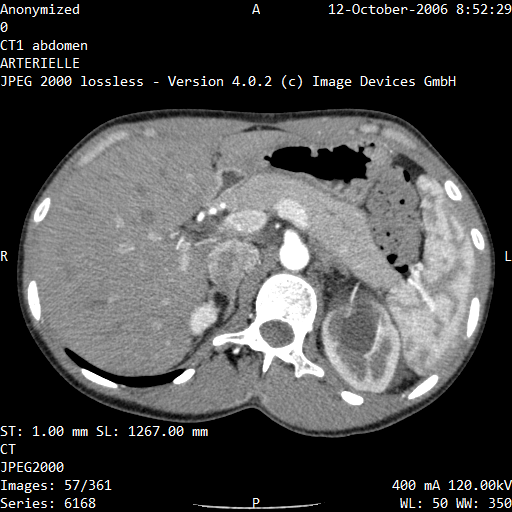 Anonymized A 12-October-2006 8:52:29
0
CT1 abdomen
ARTERIELLE
JPEG 2000 lossless - Version 4.0.2 (c) Image Devices GmbH
R L
ST: 1.00 mm SL: 1267.00 mm
CT
JPEG2000
Images: 57/361 400 mA 120.00kV
Series: 6168 P WL: 50 WW: 350